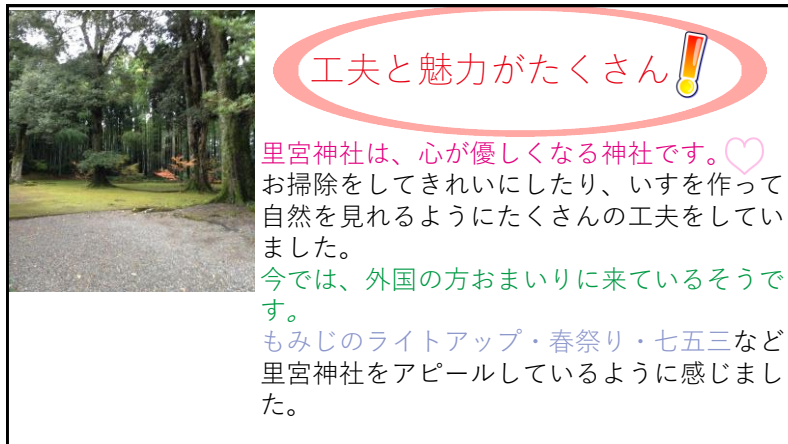 工夫と魅力がたくさん
里宮神社は、心が優しくなる神社です。
お掃除をしてきれいにしたり、いすを作って
自然を見れるようにたくさんの工夫をしてい
ました。
今では、外国の方おまいりに来ているそうで
す。
もみじのライトアップ・春祭り・七五三など
里宮神社をアピールしているように感じまし
た。